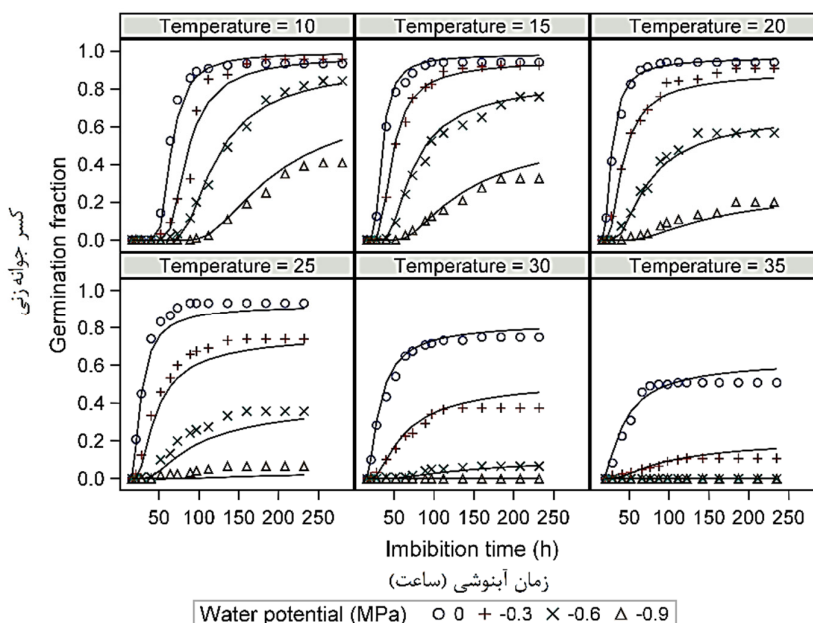 Temperature = 10 Temperature = 15 Temperature = 20
1.0
0.8
0.6
0.4
0.2
0.0
Temperature = 25 Temperature = 30 Temperature = 35
1.0
0.8
0.6
0.4
0.2
0.0
کسر جوانه زنی
Germination fraction
50 100 150 200 250 50 100 150 200 250 50 100 150 200 250
Imbibition time (h)
زمان آبنوشی (ساعت)
Water potential (MPa) 0 -0.3 -0.6 -0.9